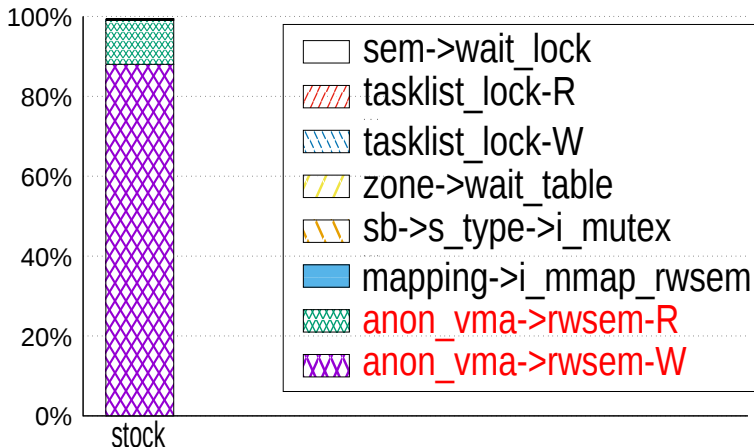 100%
80%
60%
40%
20%
0%
stock
sem->wait_lock
tasklist_lock-R
tasklist_lock-W
zone->wait_table
sb->s_type->i_mutex
mapping->i_mmap_rwsem
anon_vma->rwsem-R
anon_vma->rwsem-W